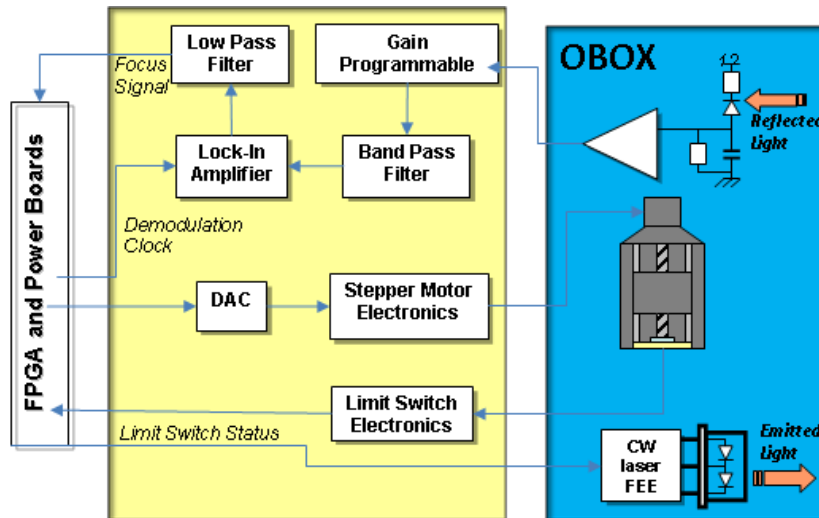 Low Pass
Filter
Gain
Programmable
OBOX
Focus
Signal
12
Reflected
Light
Lock-In
Amplifier
Band Pass
Filter
Demodulation
Clock
FPGA and Power Boards
DAC
Stepper Motor
Electronics
Limit Switch
Electronics
Limit Switch Status
CW
laser
FEE
Emitted
Light